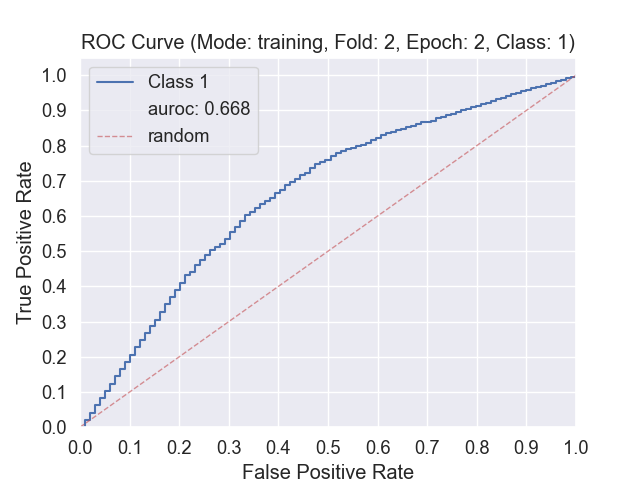 ROC Curve (Mode: training, Fold: 2, Epoch: 2, Class: 1)
Class 1
auroc: 0.668
random
True Positive Rate
1.0
0.9
0.8
0.7
0.6
0.5
0.4
0.3
0.2
0.1
0.0
0.0 0.1 0.2 0.3 0.4 0.5 0.6 0.7 0.8 0.9 1.0
False Positive Rate